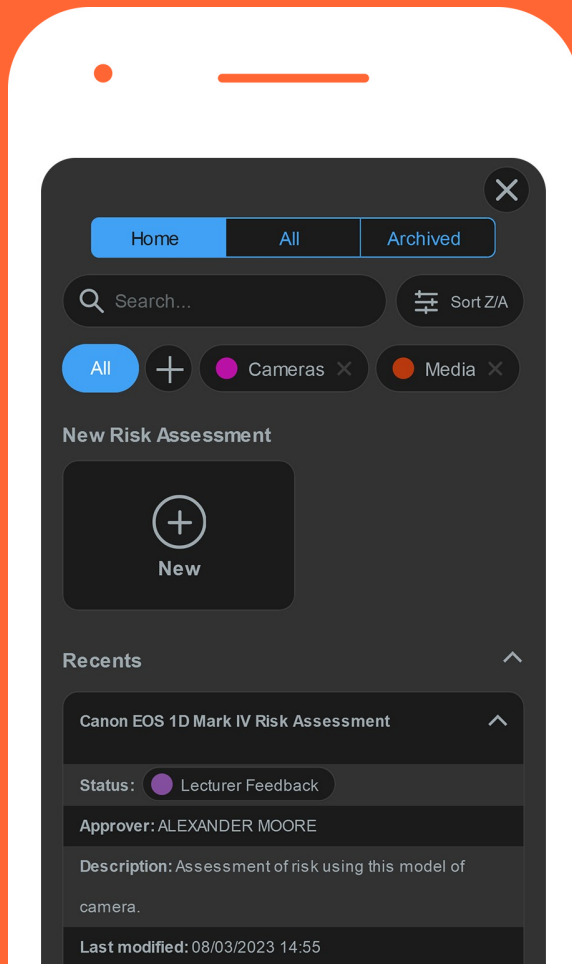 Home All Archived
Search... Sort Z/A
All Cameras Media
New Risk Assessment
New
Recents
Canon EOS 1D Mark IV Risk Assessment
Status: Lecturer Feedback
Approver: ALEXANDER MOORE
Description: Assessment of risk using this model of
camera.
Last modified: 08/03/2023 14:55